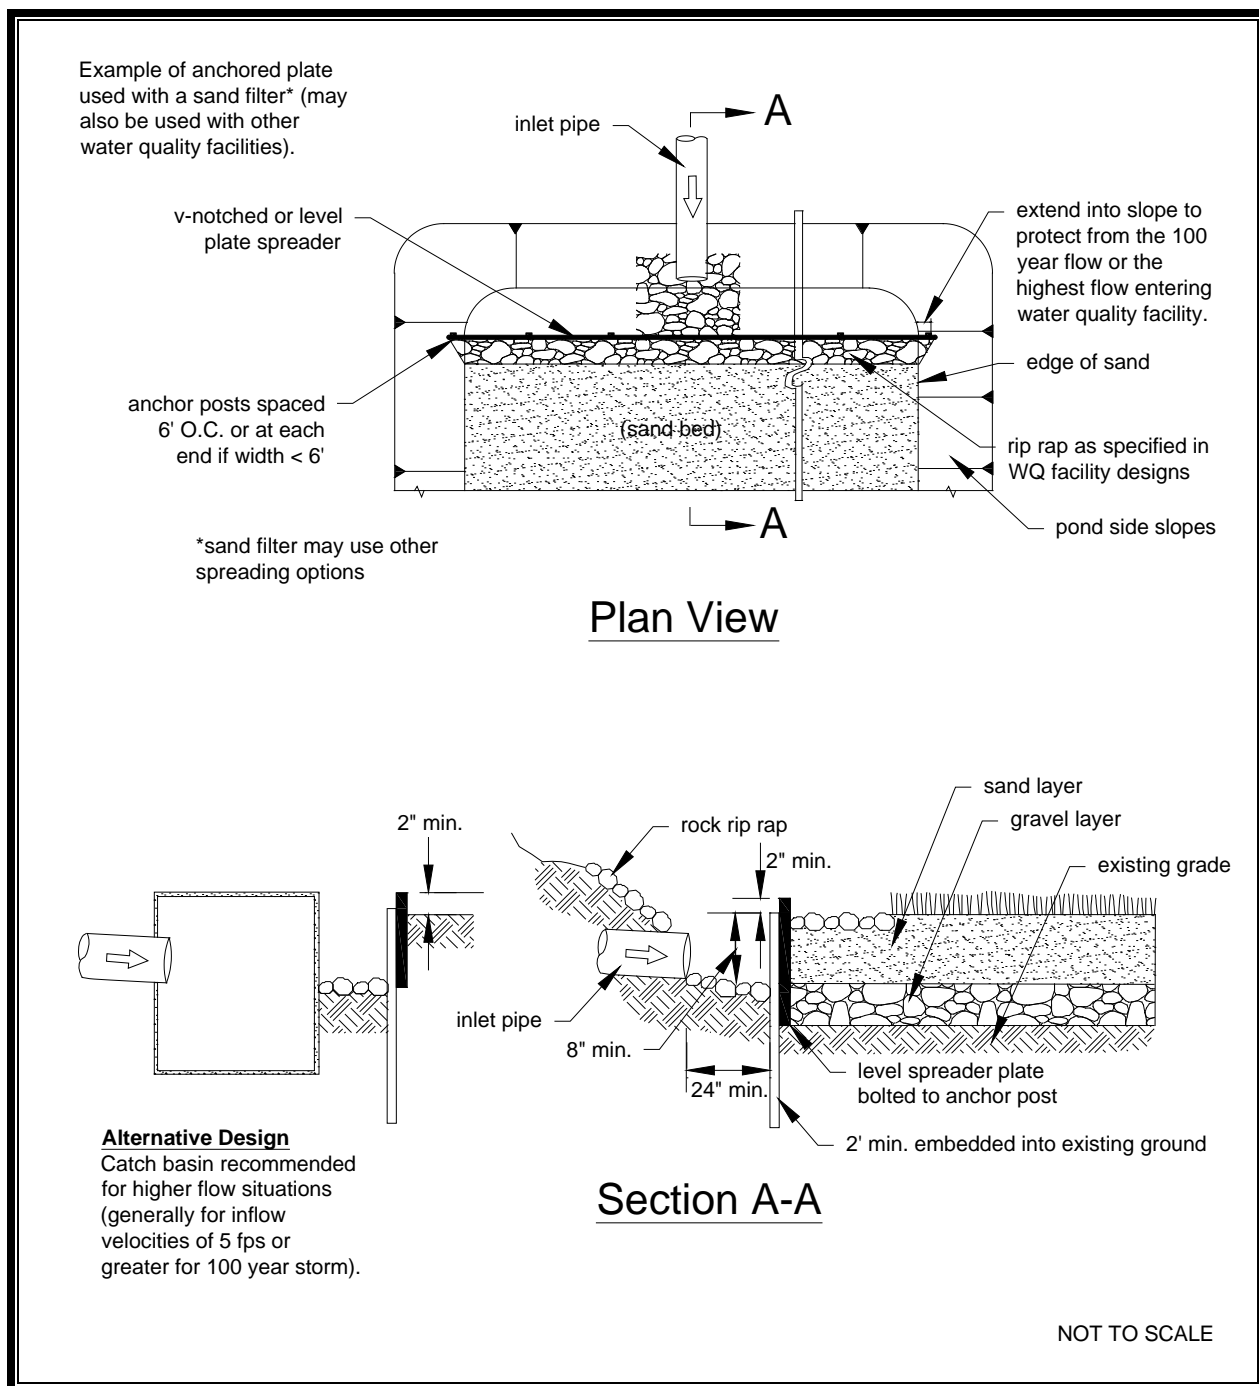 Example of anchored plate
used with a sand filter* (may
also be used with other
water quality facilities).
inlet pipe
A
v-notched or level
plate spreader
extend into slope to
protect from the 100
year flow or the
highest flow entering
water quality facility.
edge of sand
anchor posts spaced
6' O.C. or at each
end if width < 6'
(sand bed)
rip rap as specified in
WQ facility designs
pond side slopes
A
*sand filter may use other
spreading options
Plan View
sand layer
gravel layer
existing grade
2" min.
rock rip rap
2" min.
inlet pipe
8" min.
24" min.
level spreader plate
bolted to anchor post
2' min. embedded into existing ground
Alternative Design
Catch basin recommended
for higher flow situations
(generally for inflow
velocities of 5 fps or
greater for 100 year storm).
Section A-A
NOT TO SCALE